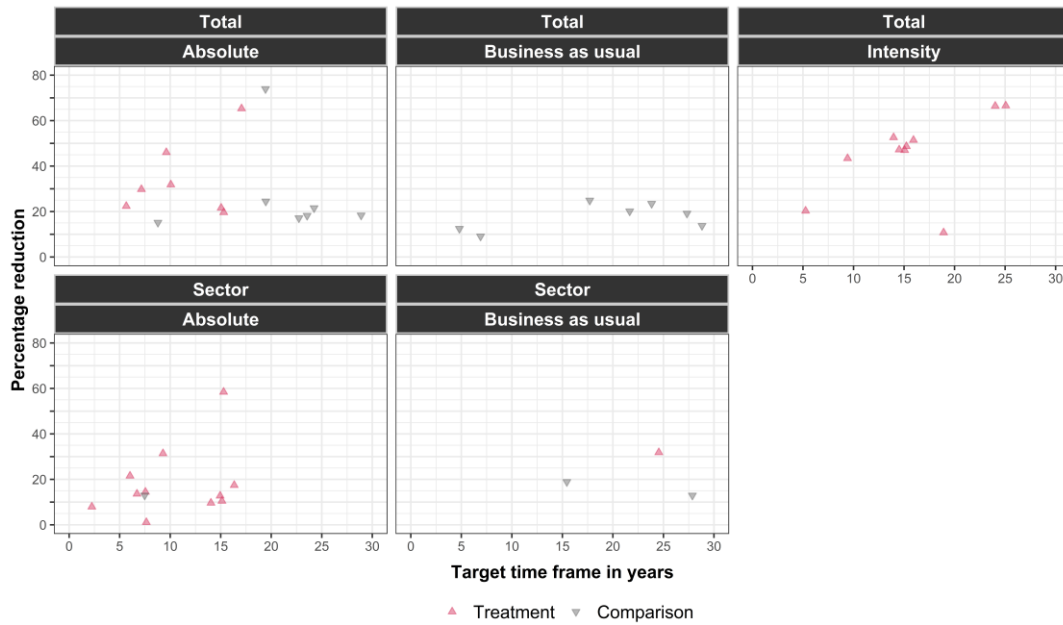 Total Total Total
Absolute Business as usual Intensity
80
60
40
20
0
0 5 10 15 20 25 30
Sector Sector
Absolute Business as usual
80
60
40
20
0
0 5 10 15 20 25 30 0 5 10 15 20 25 30
Percentage reduction
Target time frame in years
Treatment Comparison